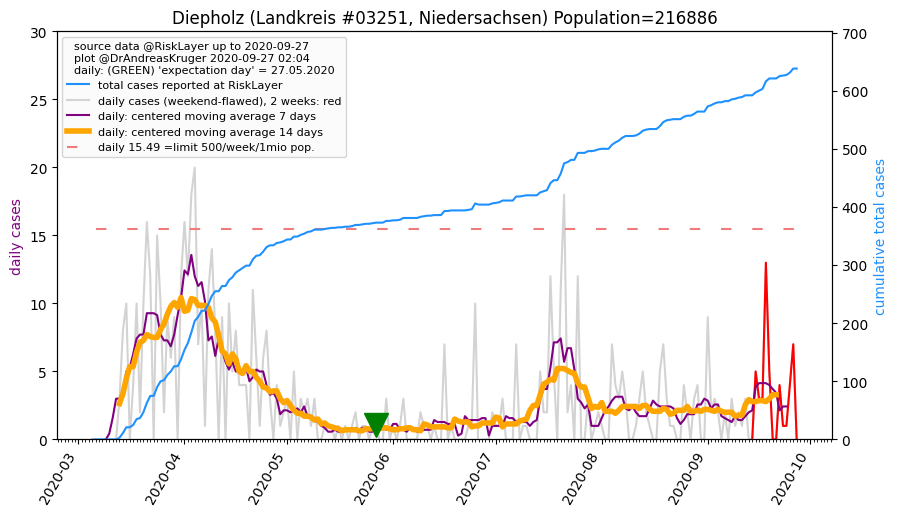 Diepholz (Landkreis #03251, Niedersachsen) Population=216886
source data @RiskLayer up to 2020-09-27
plot @DrAndreasKruger 2020-09-27 02:04
daily: (GREEN) 'expectation day' = 27.05.2020
total cases reported at RiskLayer
daily cases (weekend-flawed), 2 weeks: red
daily: centered moving average 7 days
daily: centered moving average 14 days
daily 15.49 =limit 500/week/1mio pop.
daily cases
30
25
20
15
10
5
0
cumulative total cases
700
600
500
400
300
200
100
0
2020-03
2020-04
2020-05
2020-06
2020-07
2020-08
2020-09
2020-10